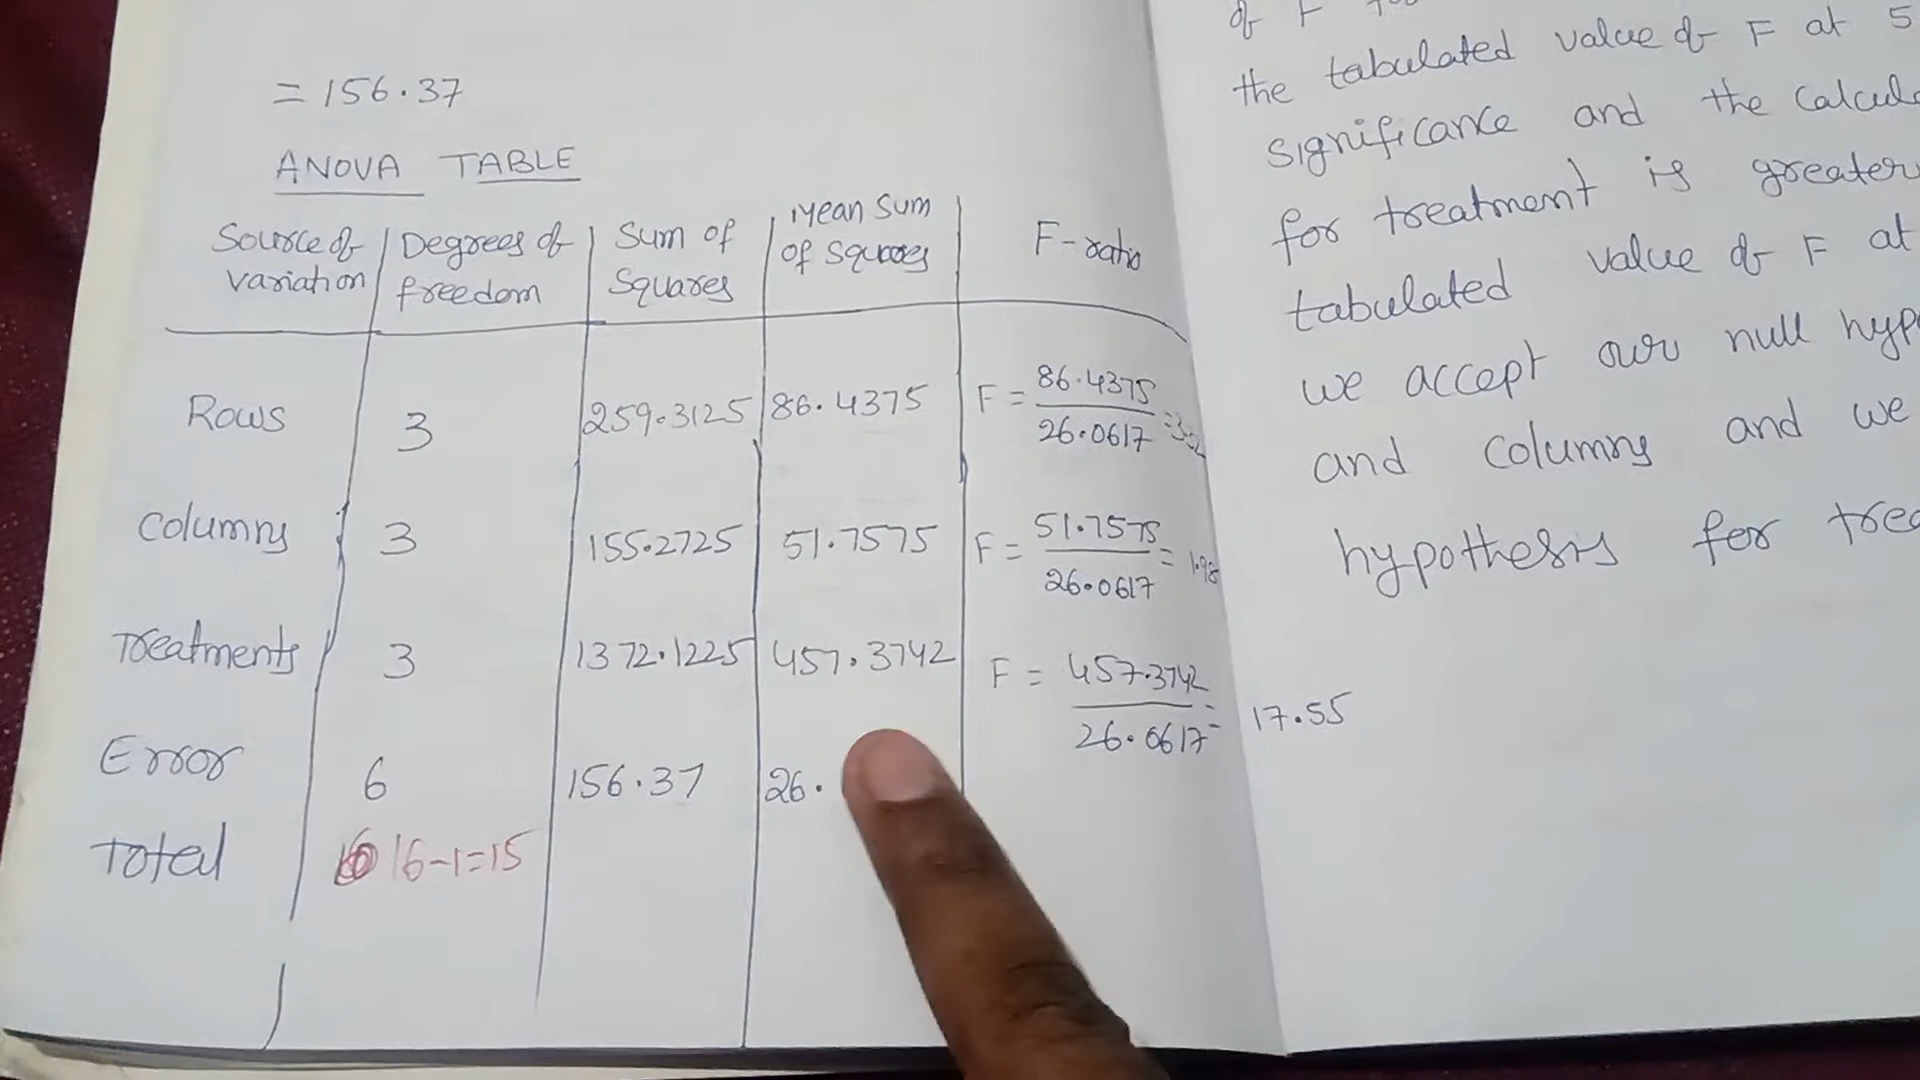 = 156.37
ANOVA TABLE
Source of variation | Degrees of freedom | Sum of Squares | Mean Sum of Squares | F-ratio
Rows 3 259.3125 86.4375 F = 86.4375 / 26.0617
Columns 3 155.2725 51.7575 F = 51.7575 / 26.0617 = 1.98
Treatments 3 1372.1225 457.3742 F = 457.3742 / 26.0617 = 17.55
Error 6 156.37 26.
Total 16-1=15
of F
the tabulated value of F at 5
significance and the
for treatment is greater
tabulated value of F at
we accept our null
and columns and we
hypothesis for